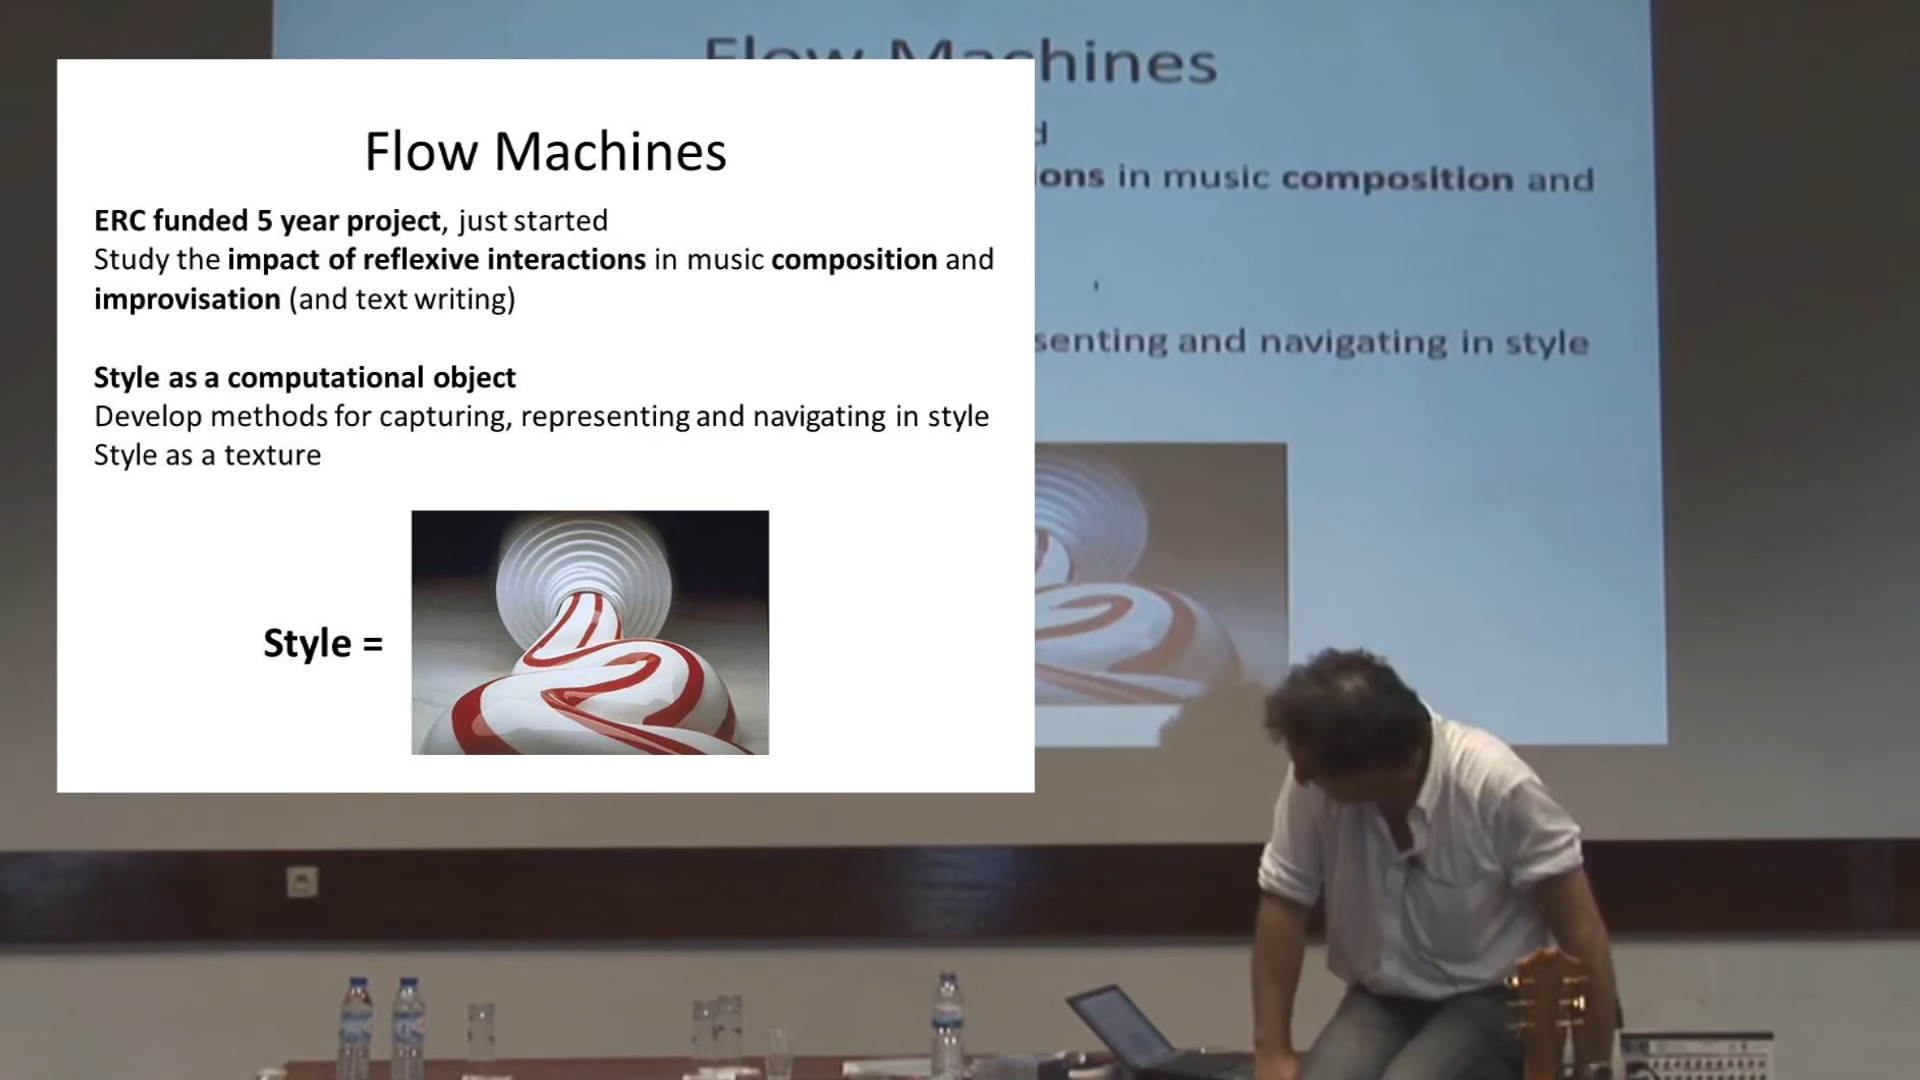 Flow Machines
ERC funded 5 year project, just started
Study the impact of reflexive interactions in music composition and
improvisation (and text writing)
Style as a computational object
Develop methods for capturing, representing and navigating in style
Style as a texture
Style =
Flow Machines
d
ions in music composition and
senting and navigating in style